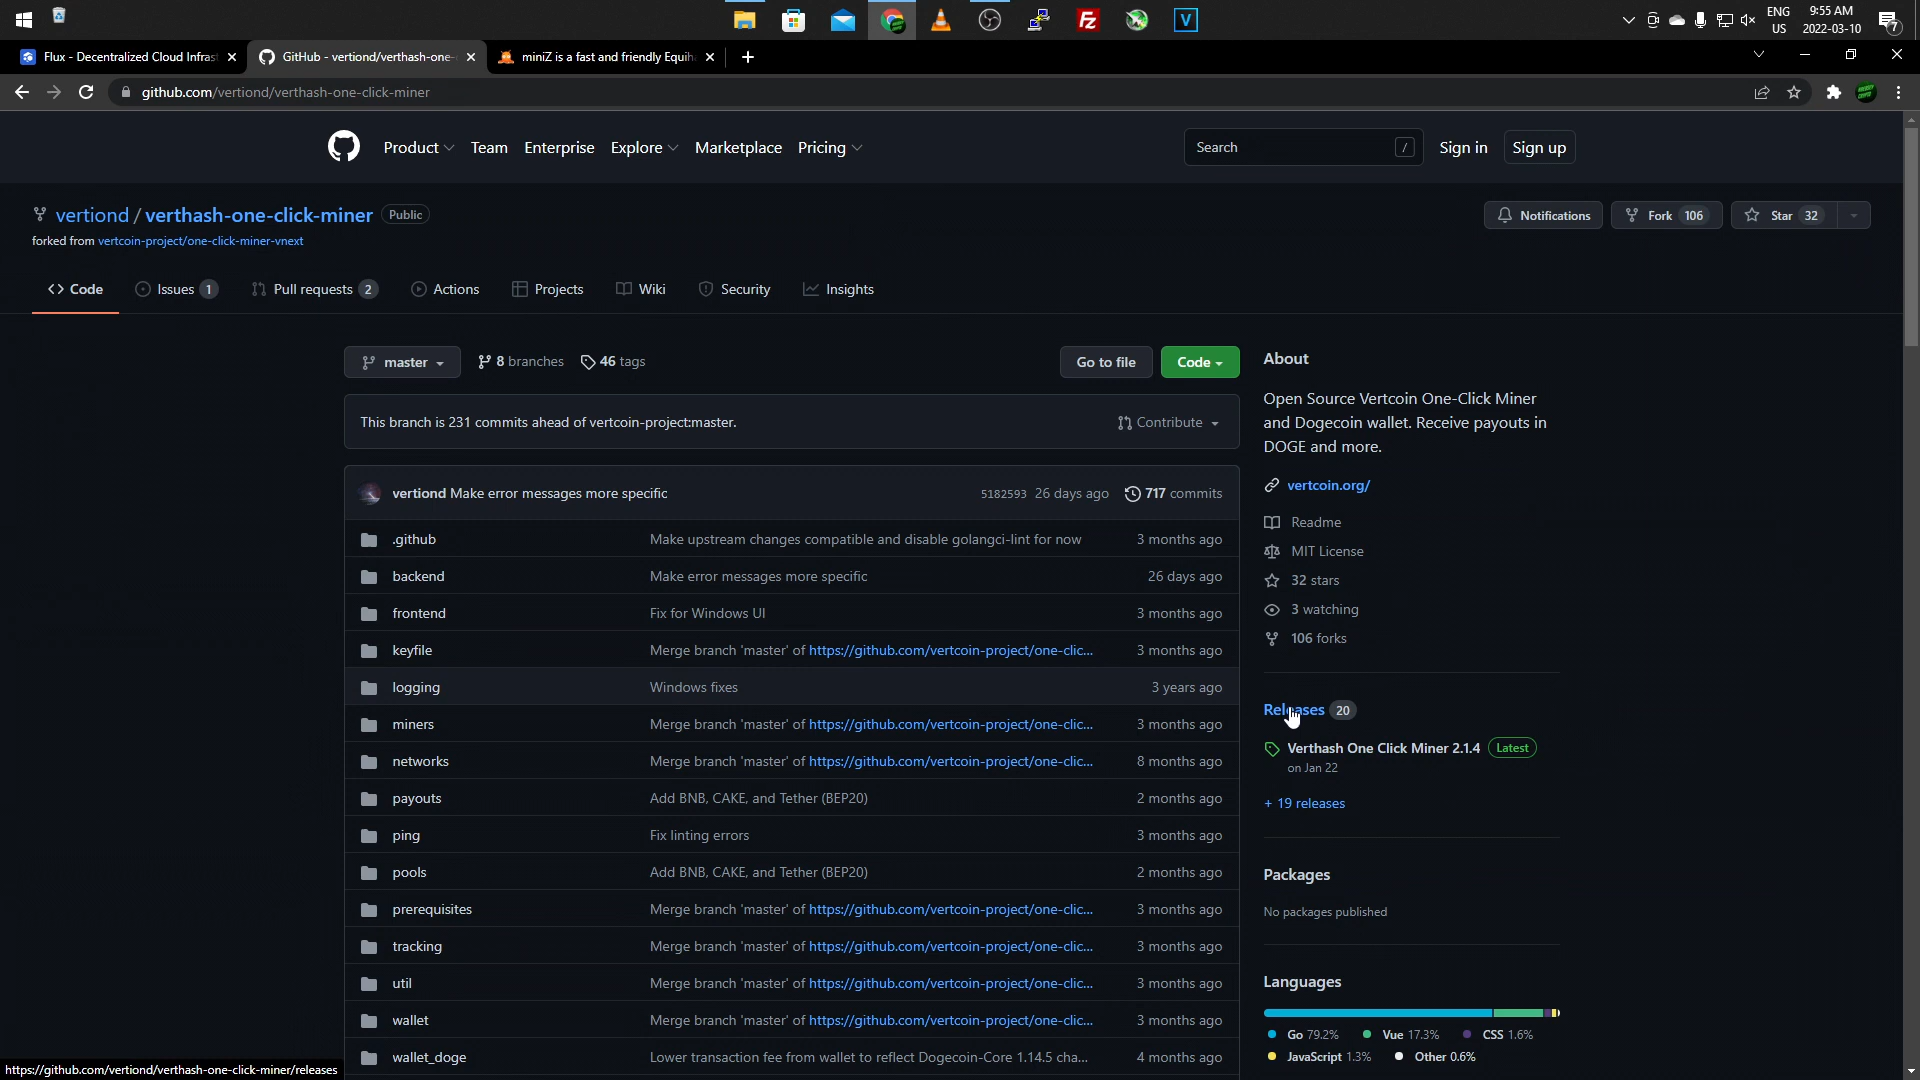 ENG
US
9:55 AM
2022-03-10
7
Flux - Decentralized Cloud Infrast
GitHub - vertiond/verthash-one-
miniZ is a fast and friendly Equih
github.com/vertiond/verthash-one-click-miner
Product Team Enterprise Explore Marketplace Pricing
Search /
Sign in
Sign up
vertiond / verthash-one-click-miner Public
Notifications
Fork 106
Star 32
forked from vertcoin-project/one-click-miner-vnext
<> Code Issues 1 Pull requests 2 Actions Projects Wiki Security Insights
master 8 branches 46 tags
Go to file Code
This branch is 231 commits ahead of vertcoin-project:master.
Contribute
vertiond Make error messages more specific 5182593 26 days ago 717 commits
.github Make upstream changes compatible and disable golangci-lint for now 3 months ago
backend Make error messages more specific 26 days ago
frontend Fix for Windows UI 3 months ago
keyfile Merge branch 'master' of https://github.com/vertcoin-project/one-clic... 3 months ago
logging Windows fixes 3 years ago
miners Merge branch 'master' of https://github.com/vertcoin-project/one-clic... 3 months ago
networks Merge branch 'master' of https://github.com/vertcoin-project/one-clic... 8 months ago
payouts Add BNB, CAKE, and Tether (BEP20) 2 months ago
ping Fix linting errors 3 months ago
pools Add BNB, CAKE, and Tether (BEP20) 2 months ago
prerequisites Merge branch 'master' of https://github.com/vertcoin-project/one-clic... 3 months ago
tracking Merge branch 'master' of https://github.com/vertcoin-project/one-clic... 3 months ago
util Merge branch 'master' of https://github.com/vertcoin-project/one-clic... 3 months ago
wallet Merge branch 'master' of https://github.com/vertcoin-project/one-clic... 3 months ago
wallet_doge Lower transaction fee from wallet to reflect Dogecoin-Core 1.14.5 cha... 4 months ago
About
Open Source Vertcoin One-Click Miner
and Dogecoin wallet. Receive payouts in
DOGE and more.
vertcoin.org/
Readme
MIT License
32 stars
3 watching
106 forks
Releases 20
Verthash One Click Miner 2.1.4 Latest
on Jan 22
+ 19 releases
Packages
No packages published
Languages
Go 79.2% Vue 17.3% CSS 1.6%
JavaScript 1.3% Other 0.6%
https://github.com/vertiond/verthash-one-click-miner/releases